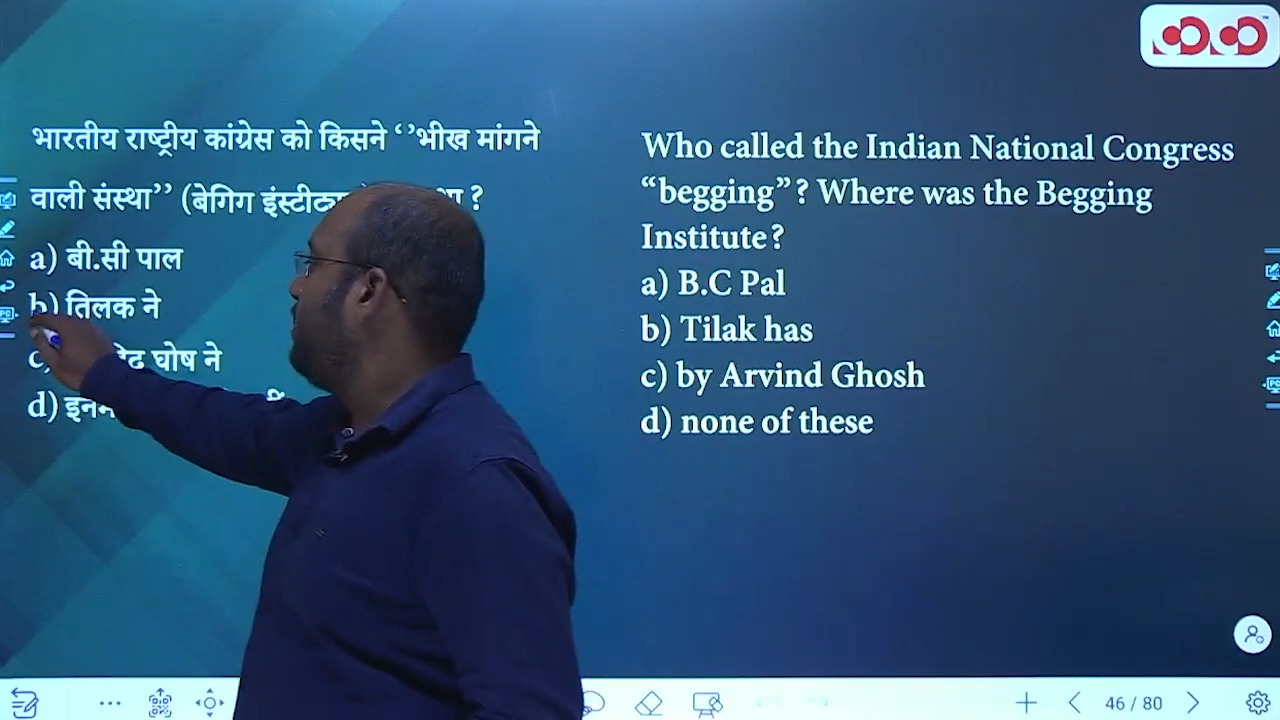 भारतीय राष्ट्रीय कांग्रेस को किसने ‘’भीख मांगने
वाली संस्था’’ (बेगिग ?
a) बी.सी पाल
b) तिलक ने
c) घोष ने
d)
Who called the Indian National Congress
“begging”? Where was the Begging
Institute?
a) B.C Pal
b) Tilak has
c) by Arvind Ghosh
d) none of these
46 / 80